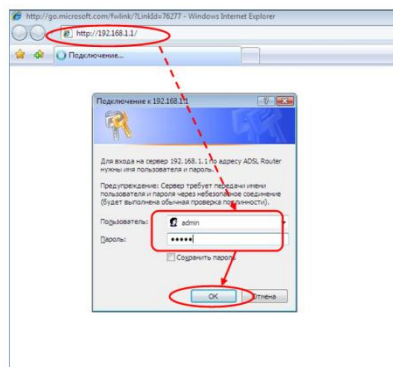 http://go.microsoft.com/fwlink/?LinkId=76277 - Windows Internet Explorer
http://192.168.1.1/
Подключение...
Подключение к 192.168.1.1
Для входа на сервер 192.168.1.1 по адресу ADSL Router
нужны имя пользователя и пароль.
Предупреждение: Сервер требует передачи имени
пользователя и пароля через небезопасное соединение
(будет выполнена обычная проверка подлинности).
Пользователь:
admin
Пароль:
•••••
Сохранить пароль
OK
Отмена